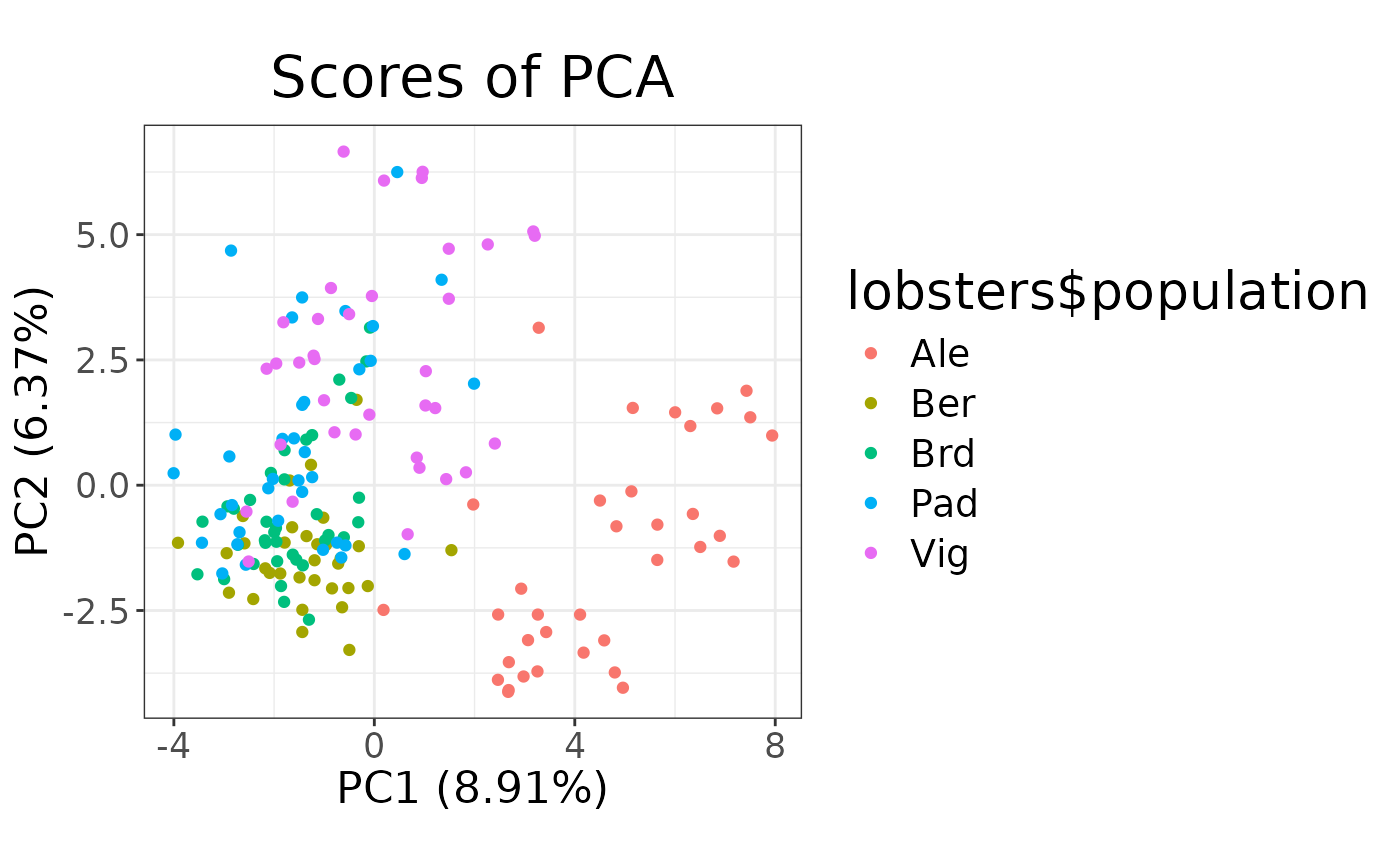 Scores of PCA
PC2 (6.37%)
5.0
2.5
0.0
-2.5
-4
0
4
8
PC1 (8.91%)
lobsters$population
Ale
Ber
Brd
Pad
Vig